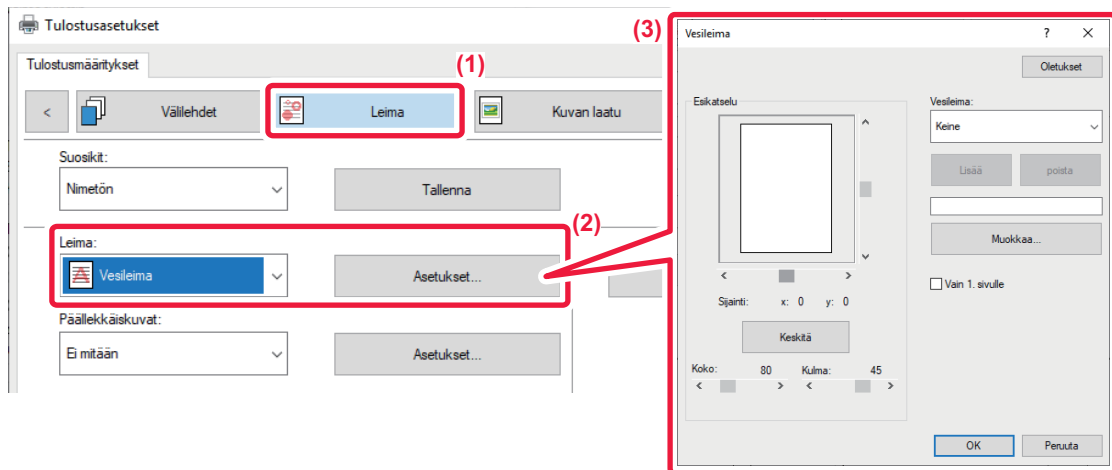 Tulostusasetukset
Tulostusmääritykset
(1)
<
Välilehdet
Leima
Kuvan laatu
Suosikit:
Nimetön
Tallenna
(2)
Leima:
Vesileima
Asetukset...
Päällekkäiskuvat:
Ei mitään
Asetukset...
(3)
Vesileima
?
Oletukset
Esikatselu
Vesileima:
Keine
Lisää
poista
Muokkaa...
Vain 1. sivulle
Sijainti: x: 0 y: 0
Keskitä
Koko: 80 Kulma: 45
OK
Peruuta